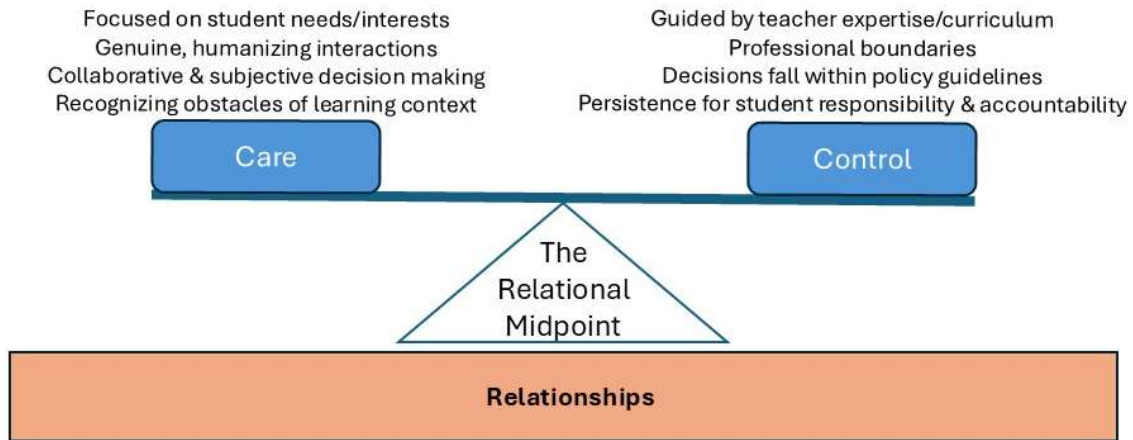 Focused on student needs/interests
Genuine, humanizing interactions
Collaborative & subjective decision making
Recognizing obstacles of learning context
Guided by teacher expertise/curriculum
Professional boundaries
Decisions fall within policy guidelines
Persistence for student responsibility & accountability
Care
Control
The
Relational
Midpoint
Relationships